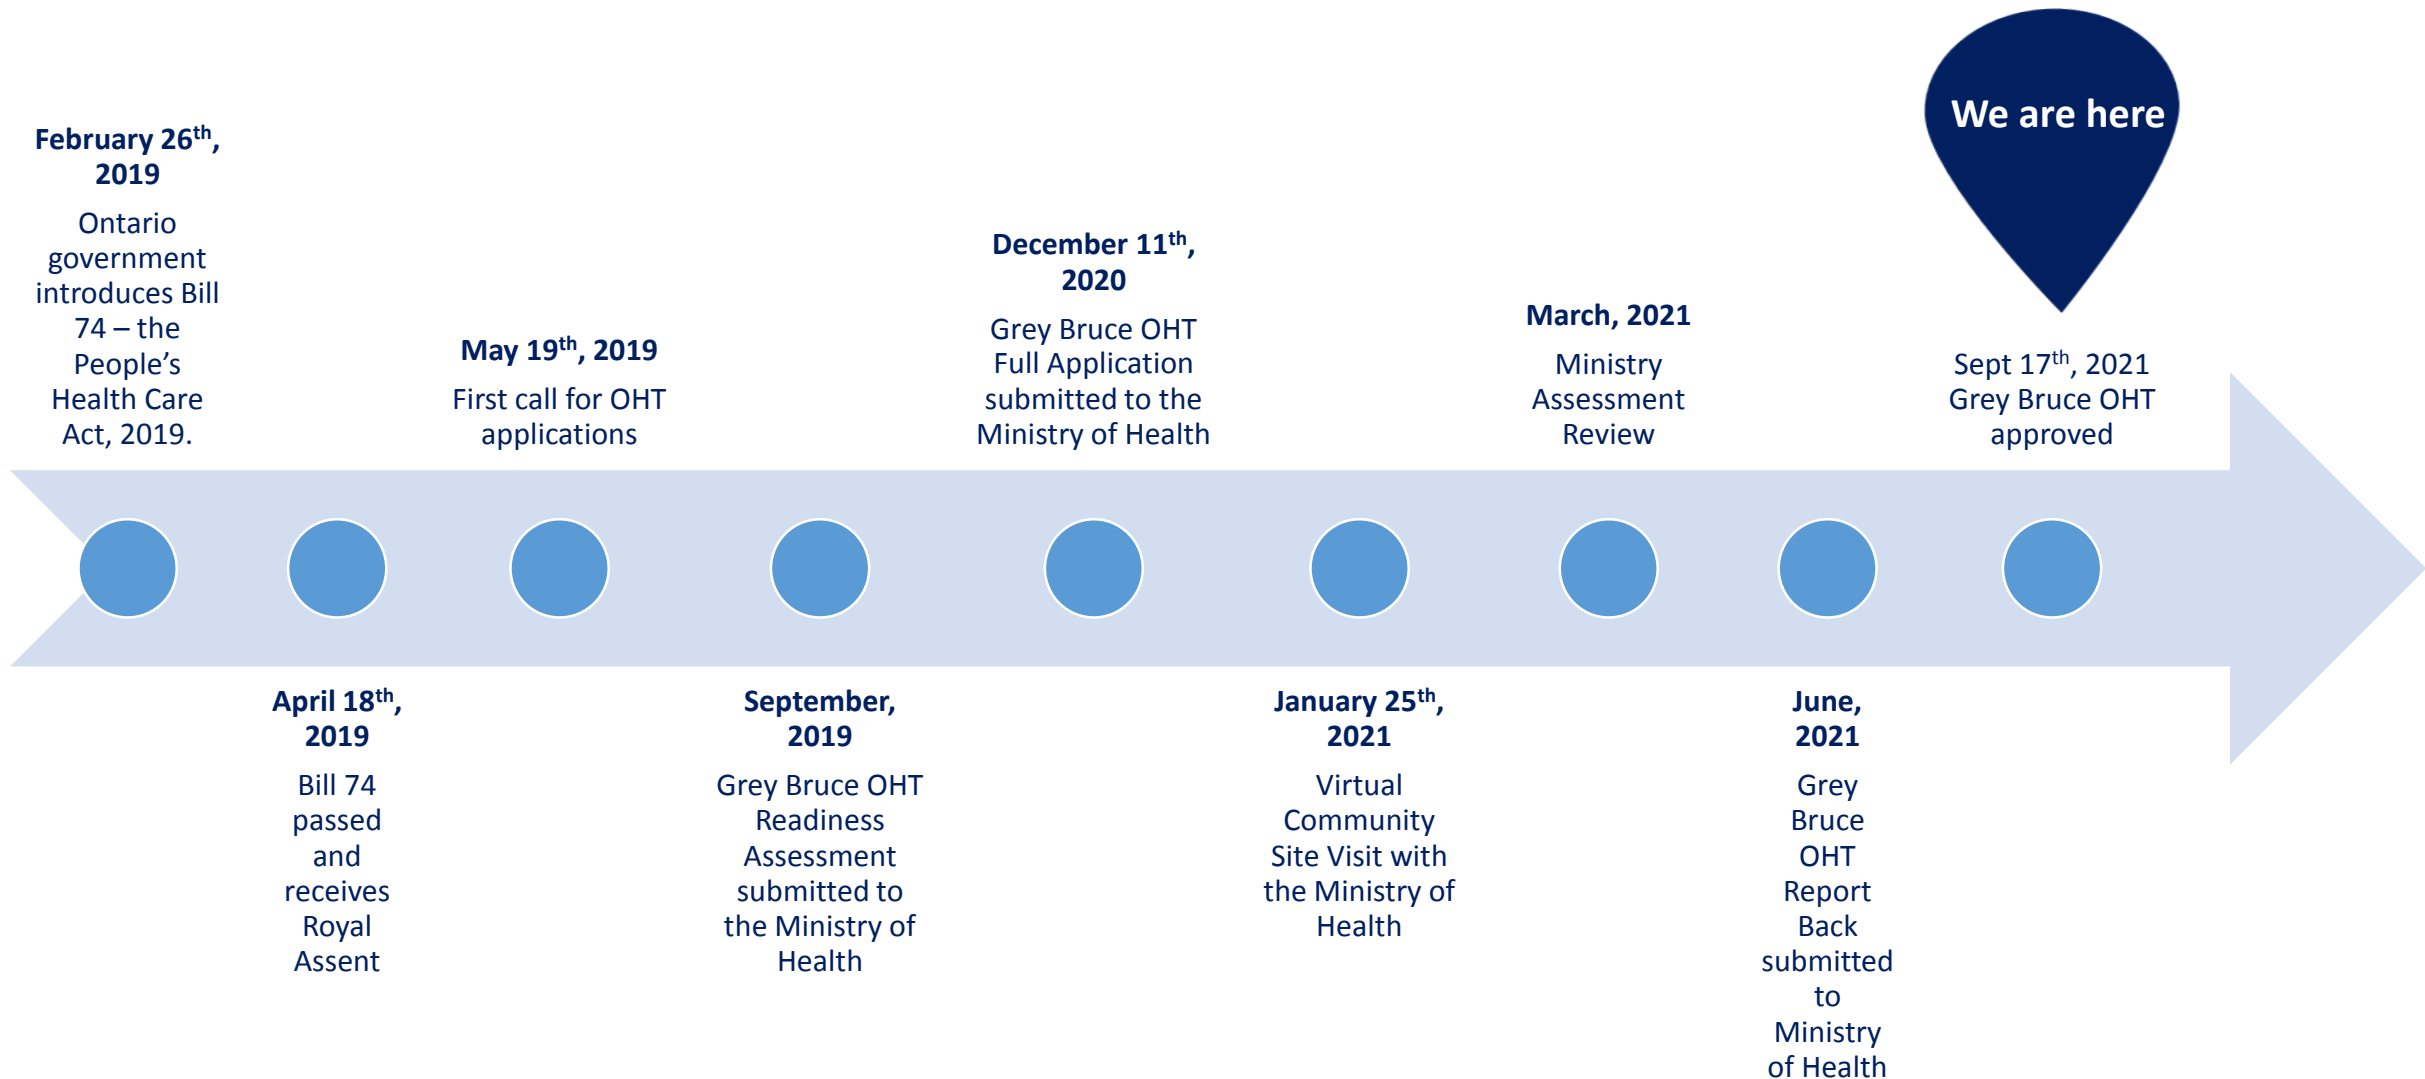 We are here
February 26th,
2019
Ontario
government
introduces Bill
74 – the
People’s
Health Care
Act, 2019.
April 18th,
2019
Bill 74
passed
and
receives
Royal
Assent
May 19th, 2019
First call for OHT
applications
September,
2019
Grey Bruce OHT
Readiness
Assessment
submitted to
the Ministry of
Health
December 11th,
2020
Grey Bruce OHT
Full Application
submitted to the
Ministry of Health
January 25th,
2021
Virtual
Community
Site Visit with
the Ministry of
Health
March, 2021
Ministry
Assessment
Review
June,
2021
Grey
Bruce
OHT
Report
Back
submitted
to
Ministry
of Health
Sept 17th, 2021
Grey Bruce OHT
approved